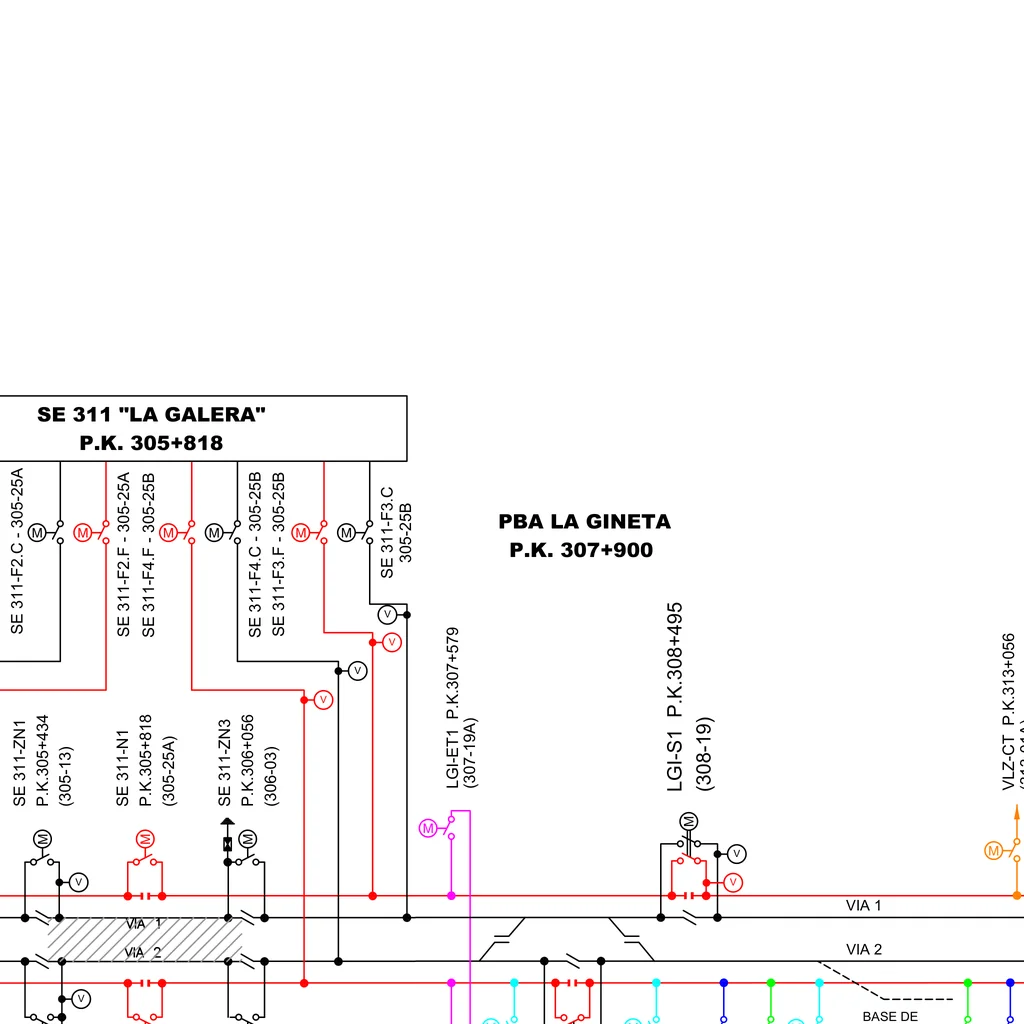 SE 311 "LA GALERA"
P.K. 305+818
SE 311-F2.C - 305-25A
M
M
SE 311-F2.F - 305-25A
SE 311-F4.F - 305-25B
M
M
SE 311-F4.C - 305-25B
SE 311-F3.F - 305-25B
M
M
SE 311-F3.C
305-25B
V
V
V
V
PBA LA GINETA
P.K. 307+900
SE 311-ZN1
P.K.305+434
(305-13)
SE 311-N1
P.K.305+818
(305-25A)
SE 311-ZN3
P.K.306+056
(306-03)
LGI-ET1 P.K.307+579
(307-19A)
LGI-S1 P.K.308+495
(308-19)
VLZ-CT P.K.313+056
M
M
M
M
M
M
V
V
V
VIA 1
VIA 2
VIA 1
VIA 2
V
BASE DE